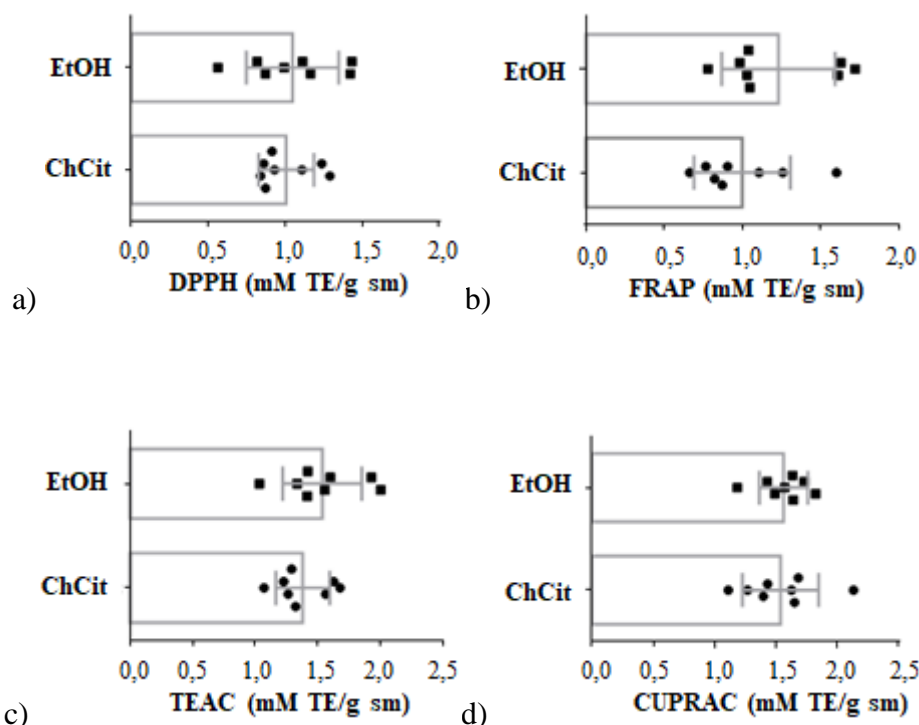 EtOH
ChCit
0,0 0,5 1,0 1,5 2,0
DPPH (mM TE/g sm)
a)
EtOH
ChCit
0,0 0,5 1,0 1,5 2,0
FRAP (mM TE/g sm)
b)
EtOH
ChCit
0,0 0,5 1,0 1,5 2,0 2,5
TEAC (mM TE/g sm)
c)
EtOH
ChCit
0,0 0,5 1,0 1,5 2,0 2,5
CUPRAC (mM TE/g sm)
d)